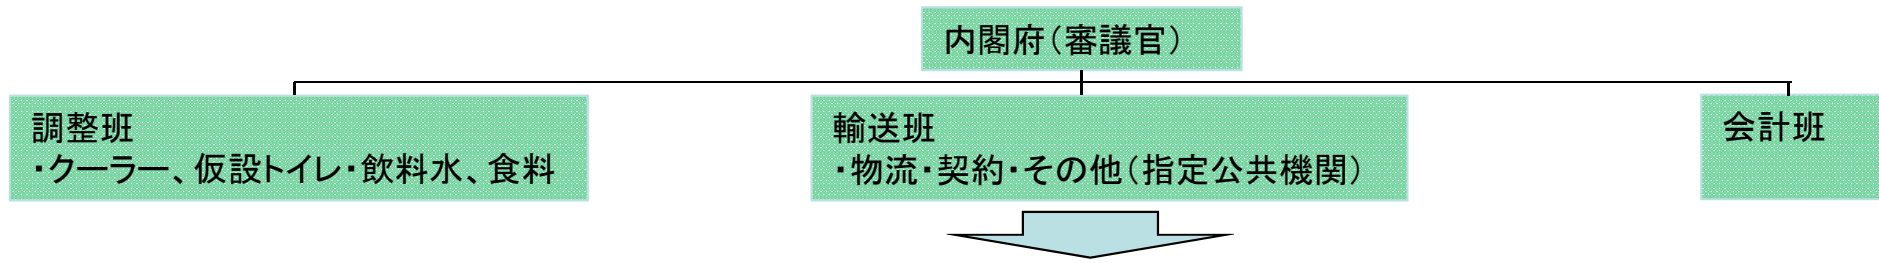 内閣府（審議官）
調整班
・クーラー、仮設トイレ・飲料水、食料
輸送班
・物流・契約・その他（指定公共機関）
会計班